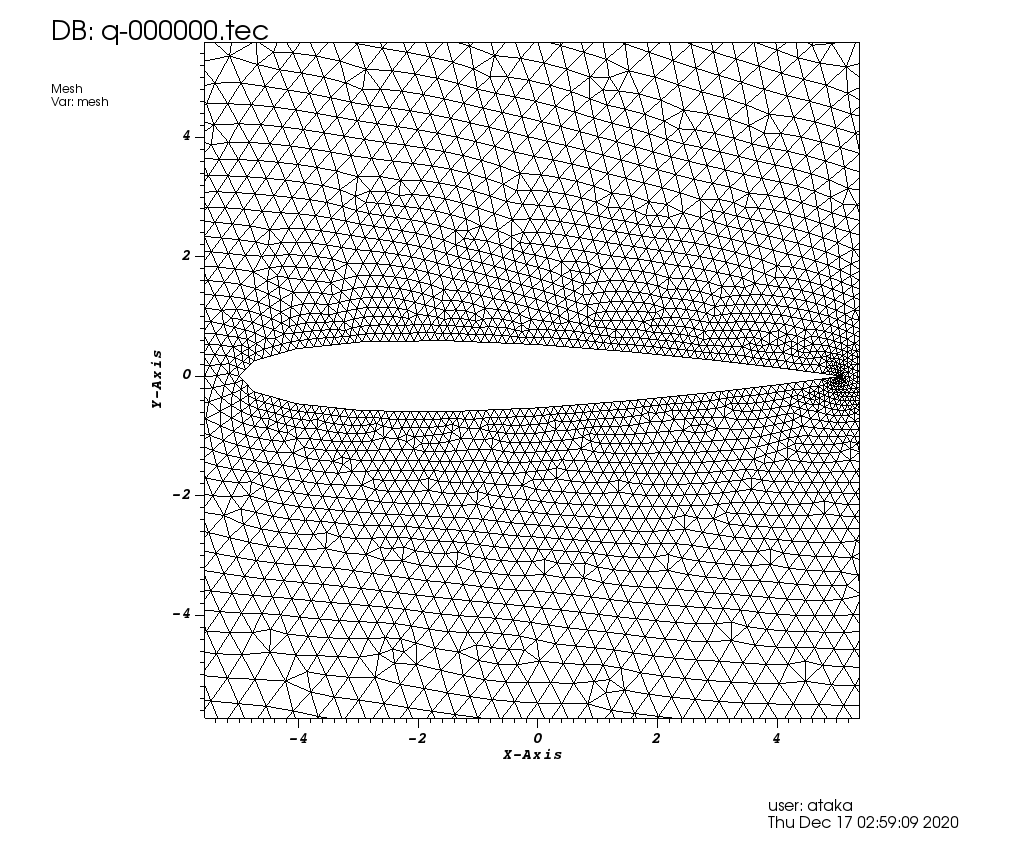 DB: q-000000.tec
Mesh
Var: mesh
4
2
0
-2
-4
Y-Axis
-4
-2
0
2
4
X-Axis
user: ataka
Thu Dec 17 02:59:09 2020